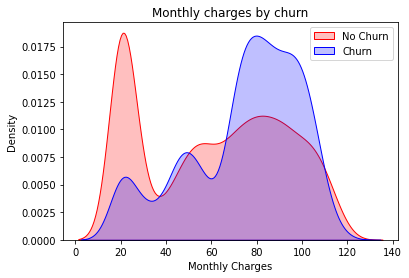 Monthly charges by churn
No Churn
Churn
Density
0.0175
0.0150
0.0125
0.0100
0.0075
0.0050
0.0025
0.0000
0 20 40 60 80 100 120 140
Monthly Charges